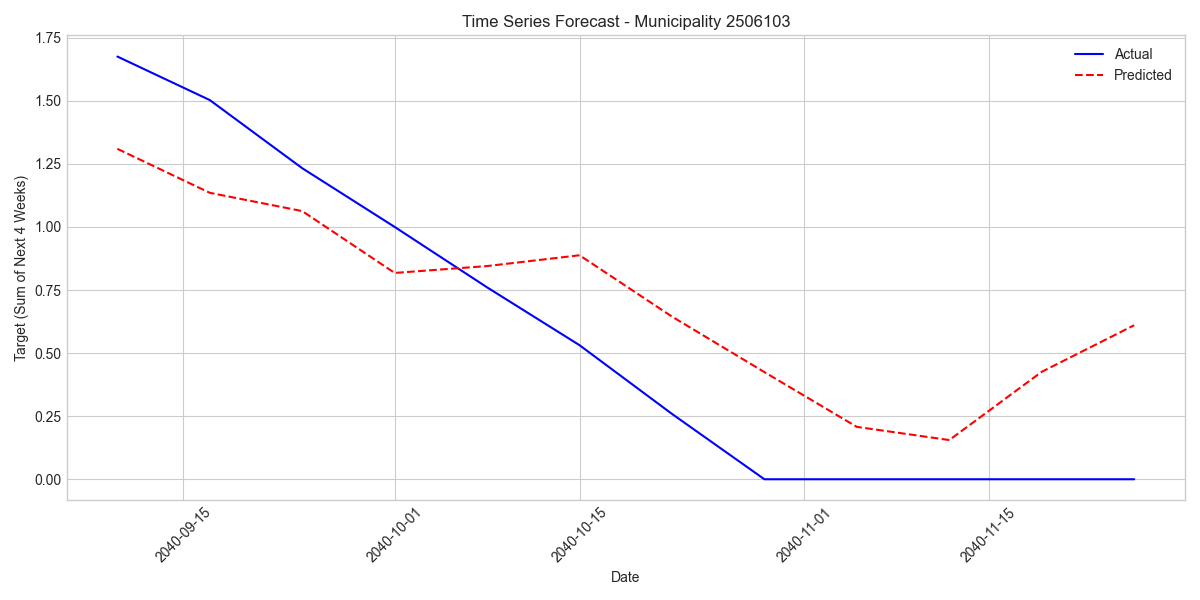 Time Series Forecast - Municipality 2506103
Actual
Predicted
Target (Sum of Next 4 Weeks)
1.75
1.50
1.25
1.00
0.75
0.50
0.25
0.00
2040-09-15
2040-10-01
2040-10-15
2040-11-01
2040-11-15
Date